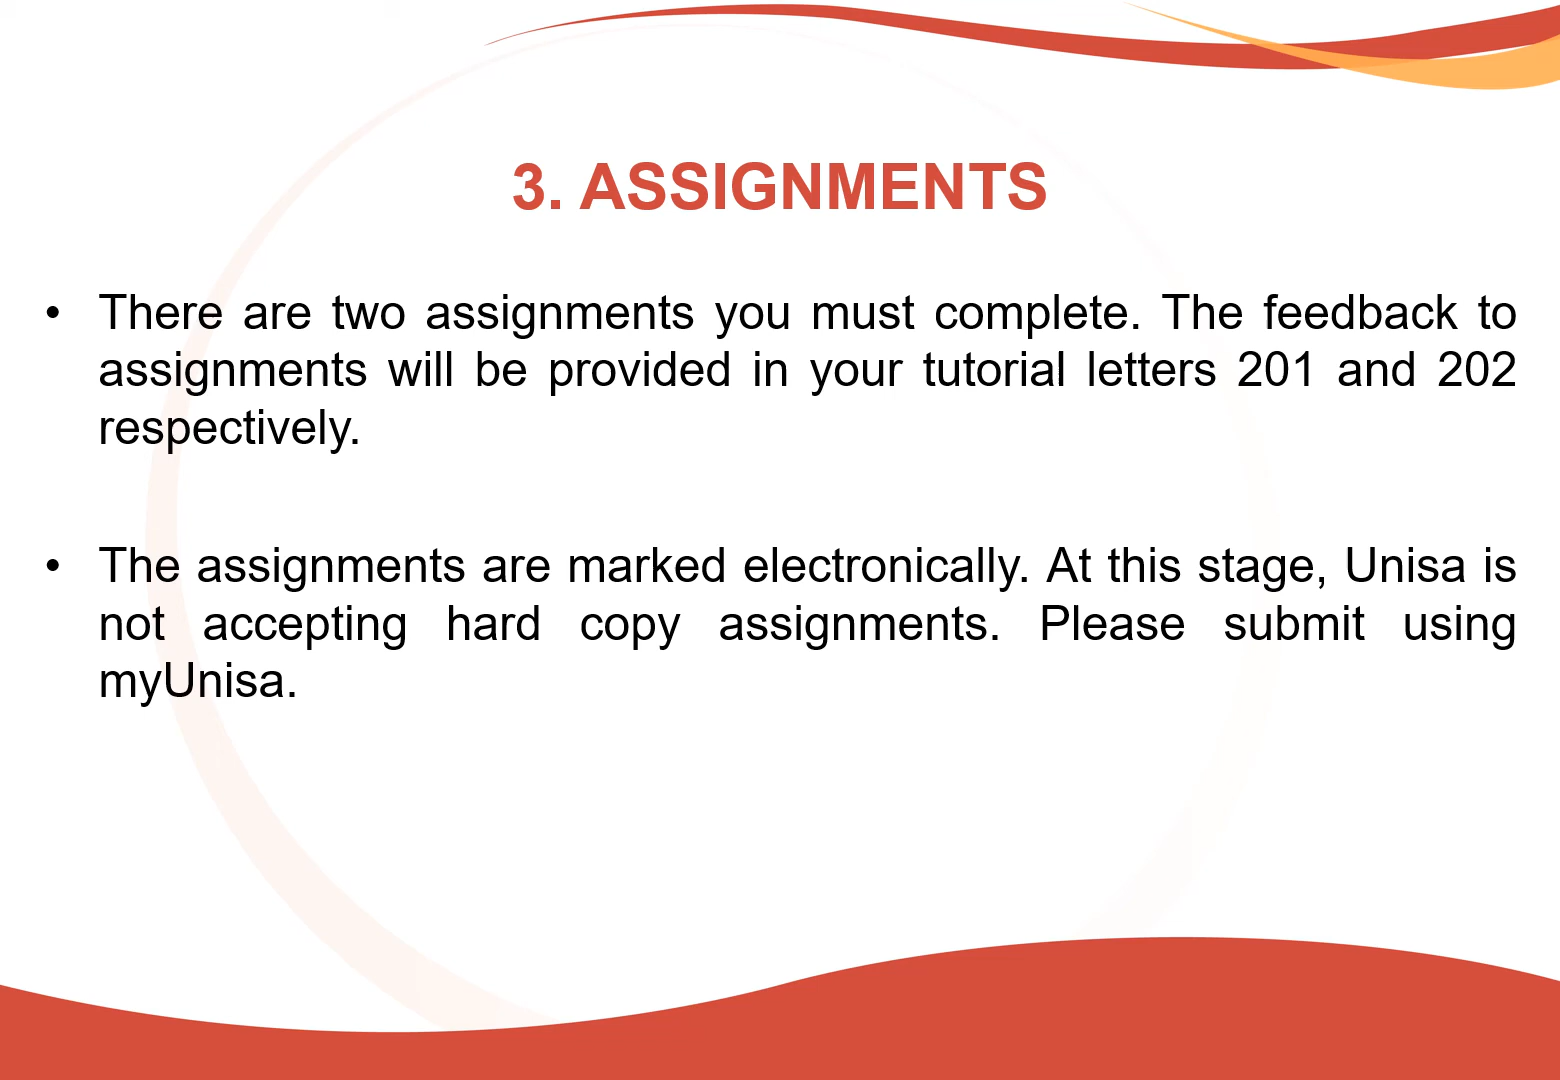 3. ASSIGNMENTS
• There are two assignments you must complete. The feedback to
assignments will be provided in your tutorial letters 201 and 202
respectively.
• The assignments are marked electronically. At this stage, Unisa is
not accepting hard copy assignments. Please submit using
myUnisa.